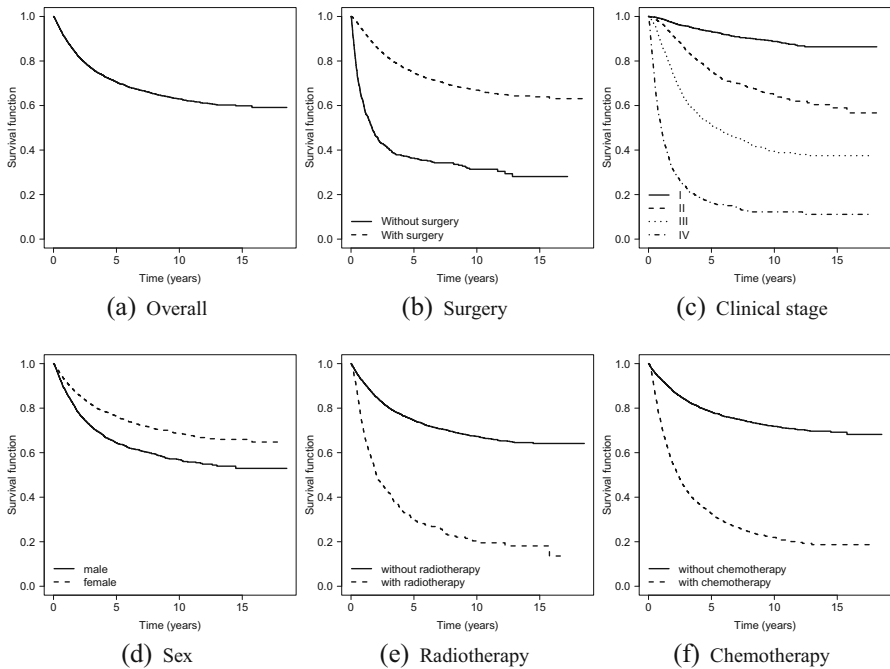 Survival function
1.0
0.8
0.6
0.4
0.2
0.0
0 5 10 15
Time (years)
(a) Overall
Survival function
1.0
0.8
0.6
0.4
0.2
0.0
Without surgery
With surgery
0 5 10 15
Time (years)
(b) Surgery
Survival function
1.0
0.8
0.6
0.4
0.2
0.0
I
II
III
IV
0 5 10 15
Time (years)
(c) Clinical stage
Survival function
1.0
0.8
0.6
0.4
0.2
0.0
male
female
0 5 10 15
Time (years)
(d) Sex
Survival function
1.0
0.8
0.6
0.4
0.2
0.0
without radiotherapy
with radiotherapy
0 5 10 15
Time (years)
(e) Radiotherapy
Survival function
1.0
0.8
0.6
0.4
0.2
0.0
without chemotherapy
with chemotherapy
0 5 10 15
Time (years)
(f) Chemotherapy